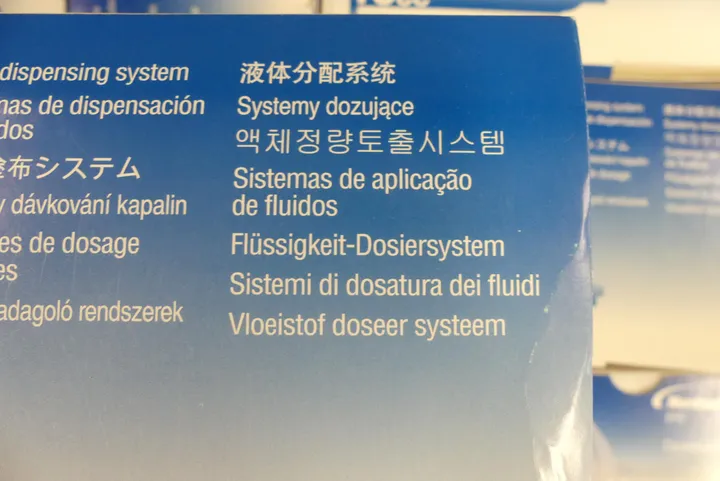 dispensing system
nas de dispensación
dos
塗布システム
y dávkování kapalin
es de dosage
es
adagoló rendszerek
液体分配系统
Systemy dozujące
액체정량토출시스템
Sistemas de aplicação
de fluidos
Flüssigkeit-Dosiersystem
Sistemi di dosatura dei fluidi
Vloeistof doseer systeem